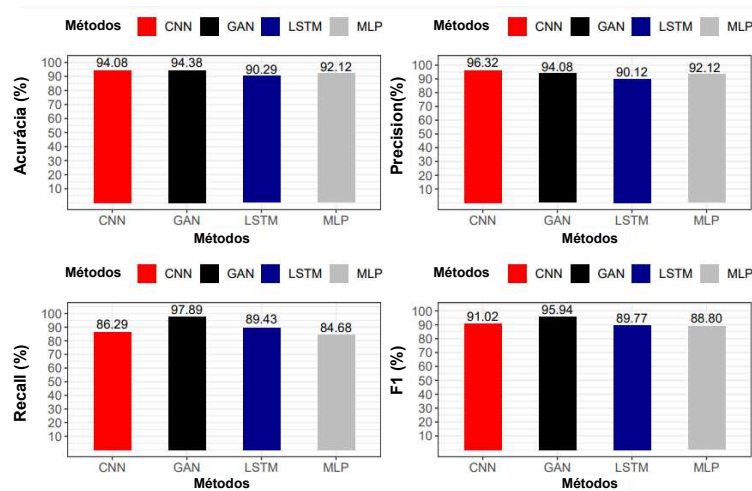 Métodos CNN GAN LSTM MLP
94.08 94.38 90.29 92.12
Acurácia (%)
100
90
80
70
60
50
40
30
20
10
CNN GAN LSTM MLP
Métodos
Métodos CNN GAN LSTM MLP
96.32 94.08 90.12 92.12
Precision(%)
100
90
80
70
60
50
40
30
20
10
CNN GAN LSTM MLP
Métodos
Métodos CNN GAN LSTM MLP
86.29 97.89 89.43 84.68
Recall (%)
100
90
80
70
60
50
40
30
20
10
CNN GAN LSTM MLP
Métodos
Métodos CNN GAN LSTM MLP
91.02 95.94 89.77 88.80
F1 (%)
100
90
80
70
60
50
40
30
20
10
CNN GAN LSTM MLP
Métodos